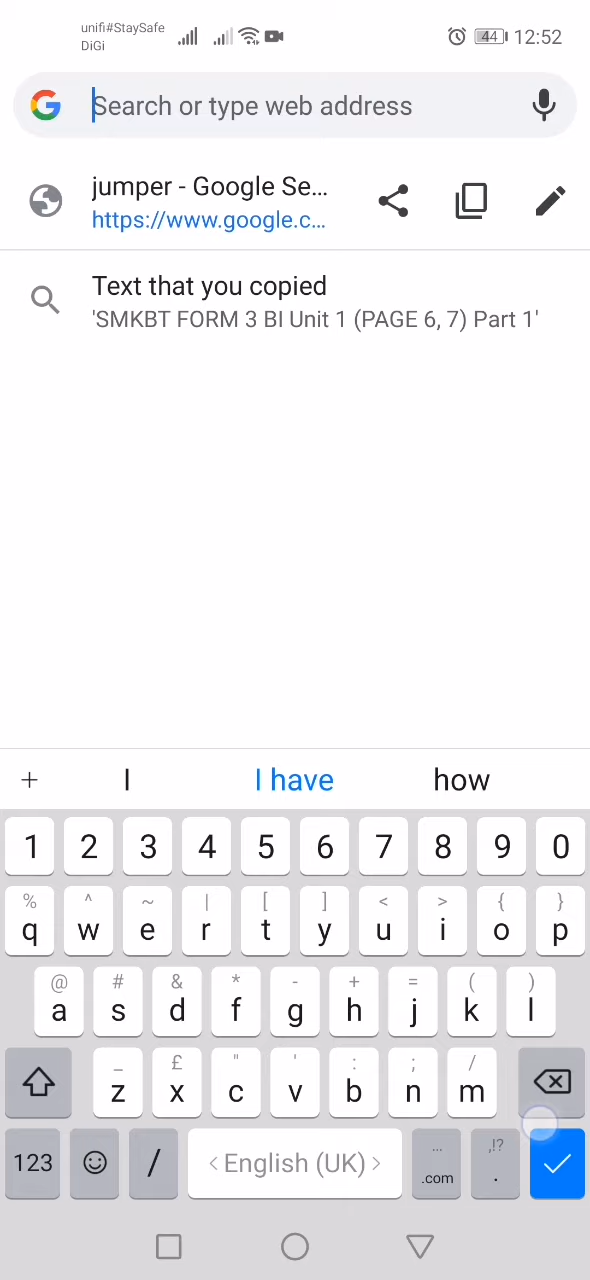 unifi#StaySafe
DiGi
44 12:52
Search or type web address
jumper - Google Se...
https://www.google.c...
Text that you copied
'SMKBT FORM 3 BI Unit 1 (PAGE 6, 7) Part 1'
+ I I have how
1 2 3 4 5 6 7 8 9 0
% ^ ~ | [ ] < > { }
q w e r t y u i o p
@ # & * - + = ( )
a s d f g h j k l
_ £ " ' : ; /
z x c v b n m
... ,!?
123 / <English (UK)> .com .